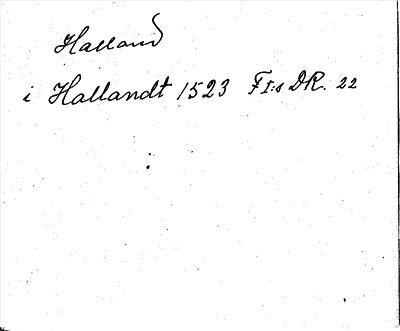 Halland
i Hallandt 1523 FI:s DR. 22